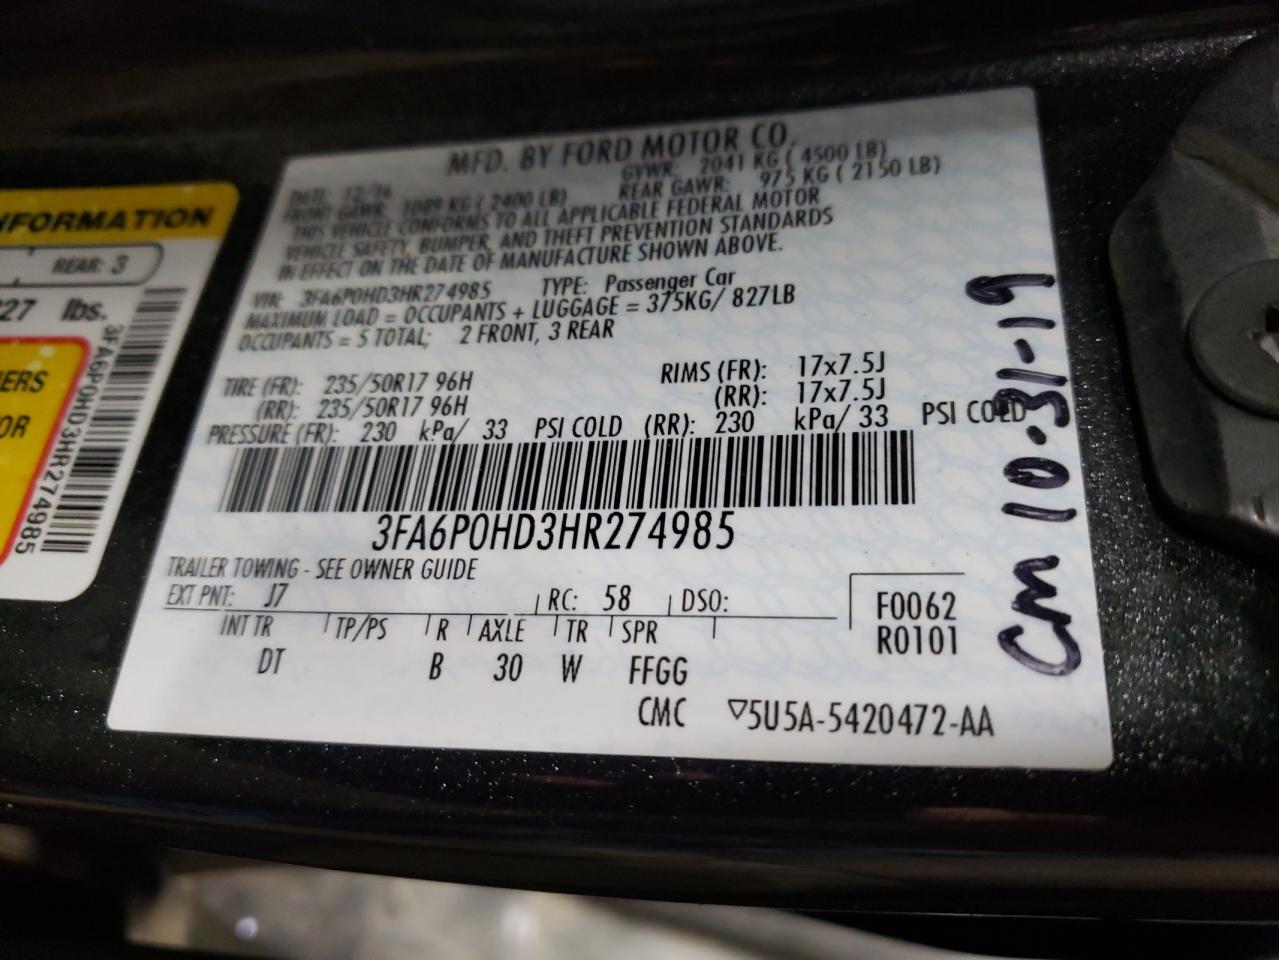 NFORMATION
REAR: 3
227 lbs.
ERS
OR
3FA6P0HD3HR274985
MFD. BY FORD MOTOR CO.
DATE: 12/16 GVWR: 2041 KG ( 4500 LB)
FRONT GAWR: 1089 KG ( 2400 LB) REAR GAWR: 975 KG ( 2150 LB)
THIS VEHICLE CONFORMS TO ALL APPLICABLE FEDERAL MOTOR
VEHICLE SAFETY, BUMPER, AND THEFT PREVENTION STANDARDS
IN EFFECT ON THE DATE OF MANUFACTURE SHOWN ABOVE.
VIN: 3FA6P0HD3HR274985 TYPE: Passenger Car
MAXIMUM LOAD = OCCUPANTS + LUGGAGE = 375KG/ 827LB
OCCUPANTS = 5 TOTAL; 2 FRONT, 3 REAR
TIRE (FR): 235/50R17 96H RIMS (FR): 17x7.5J
(RR): 235/50R17 96H (RR): 17x7.5J
PRESSURE (FR): 230 kPa/ 33 PSI COLD (RR): 230 kPa/ 33 PSI COLD
3FA6P0HD3HR274985
TRAILER TOWING - SEE OWNER GUIDE
EXT PNT: J7 RC: 58 DSO: F0062
INT TR TP/PS R AXLE TR SPR R0101
DT B 30 W FFGG
CMC ▽5U5A-5420472-AA
CM 10-31-19